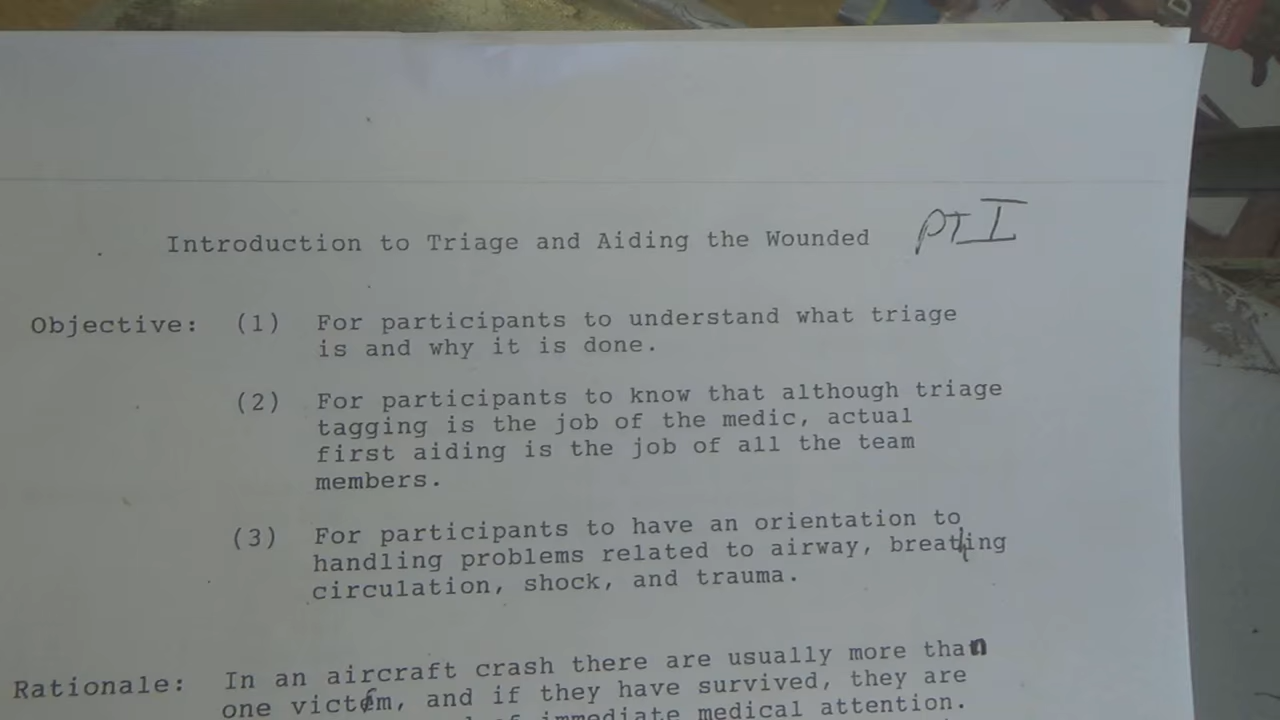 Introduction to Triage and Aiding the Wounded PT I
Objective: (1) For participants to understand what triage
is and why it is done.
(2) For participants to know that although triage
tagging is the job of the medic, actual
first aiding is the job of all the team
members.
(3) For participants to have an orientation to
handling problems related to airway, breathing
circulation, shock, and trauma.
Rationale: In an aircraft crash there are usually more than
one victim, and if they have survived, they are
of immediate medical attention.